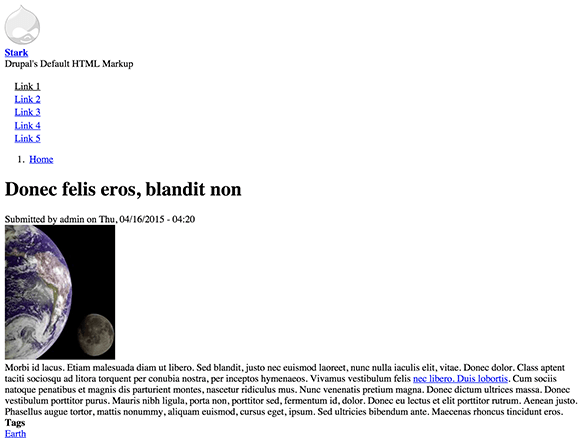 Stark
Drupal's Default HTML Markup
Link 1
Link 2
Link 3
Link 4
Link 5
1. Home
Donec felis eros, blandit non
Submitted by admin on Thu, 04/16/2015 - 04:20
Morbi id lacus. Etiam malesuada diam ut libero. Sed blandit, justo nec euismod laoreet, nunc nulla iaculis elit, vitae. Donec dolor. Class aptent
taciti sociosqu ad litora torquent per conubia nostra, per inceptos hymenaeos. Vivamus vestibulum felis nec libero. Duis lobortis. Cum sociis
natoque penatibus et magnis dis parturient montes, nascetur ridiculus mus. Nunc venenatis pretium magna. Donec dictum ultrices massa. Donec
vestibulum porttitor purus. Mauris nibh ligula, porta non, porttitor sed, fermentum id, dolor. Donec eu lectus et elit porttitor rutrum. Aenean justo.
Phasellus augue tortor, mattis nonummy, aliquam euismod, cursus eget, ipsum. Sed ultricies bibendum ante. Maecenas rhoncus tincidunt eros.
Tags
Earth